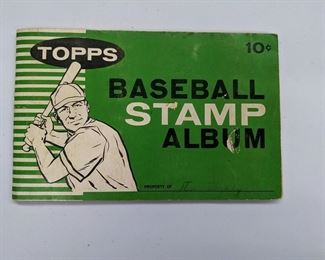 TOPPS
10¢
BASEBALL
STAMP
ALBUM
PROPERTY OF